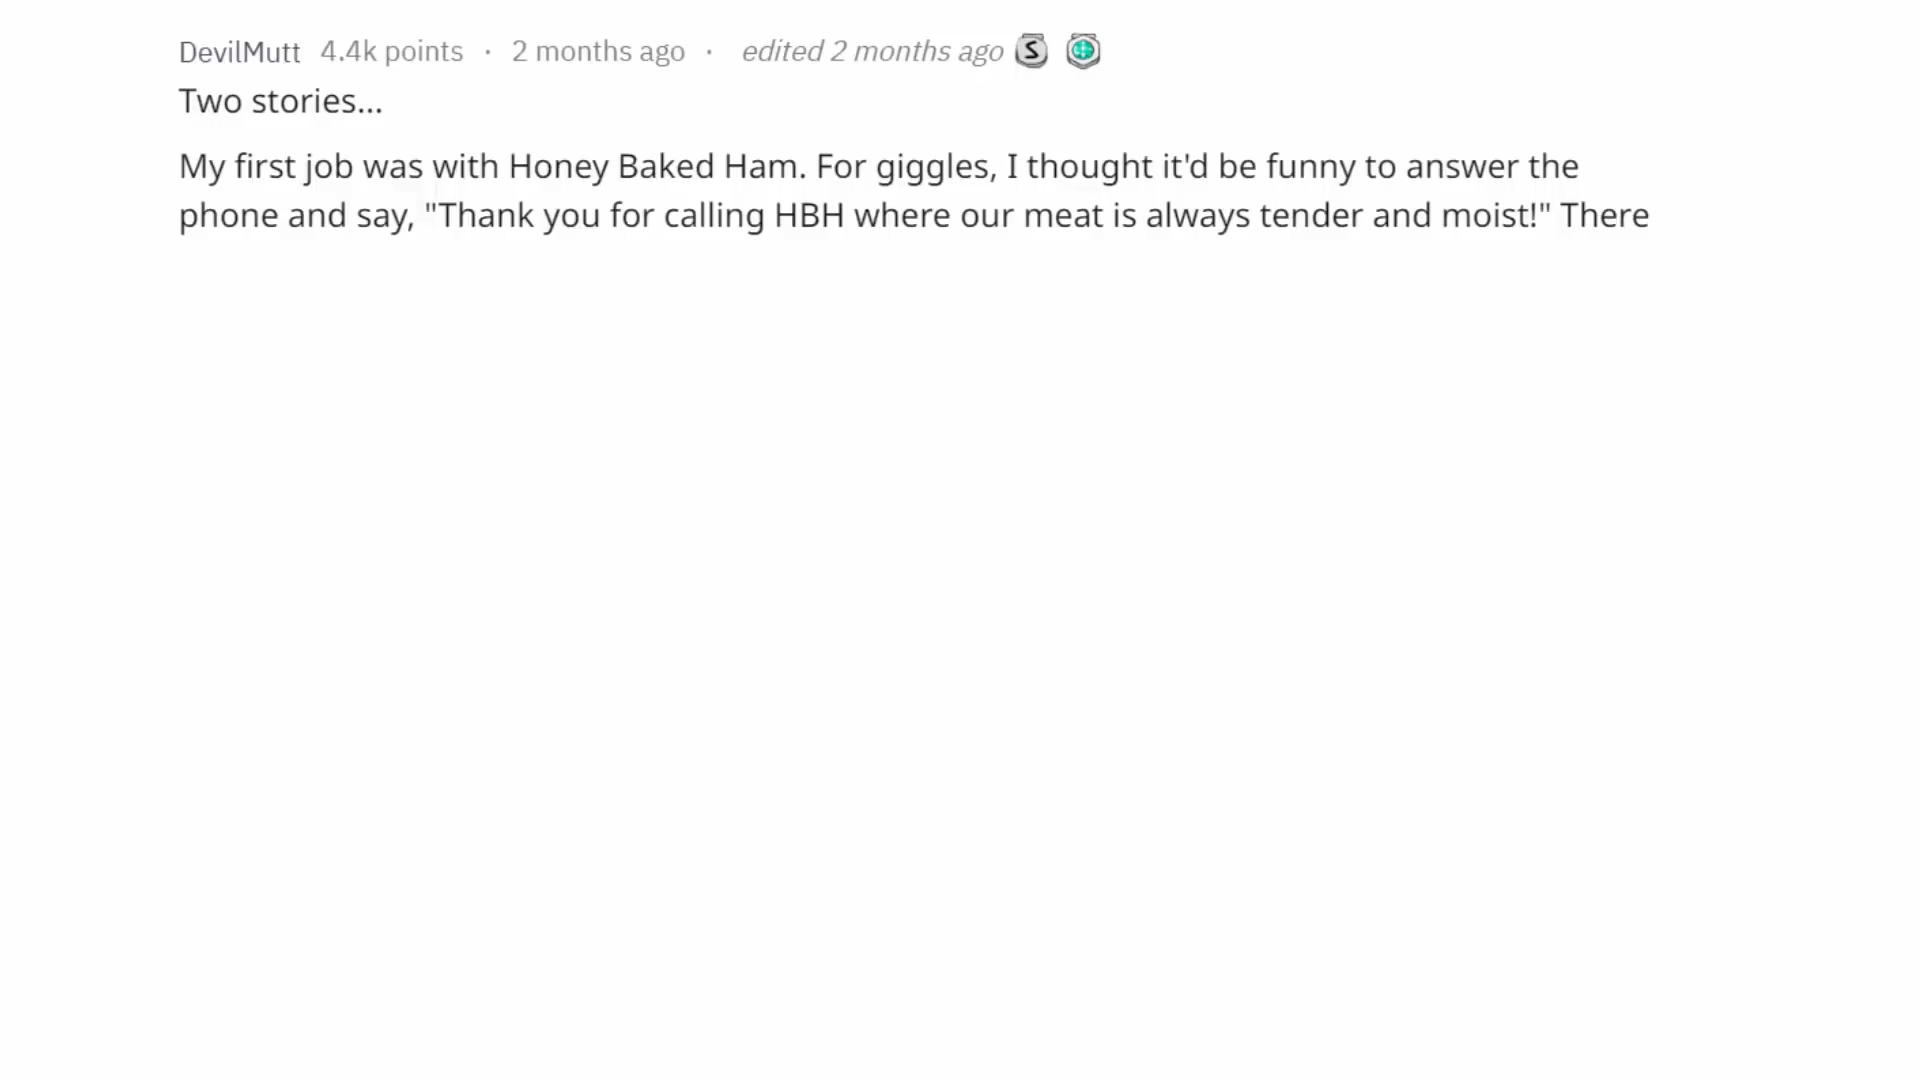 DevilMutt 4.4k points · 2 months ago · edited 2 months ago S
Two stories...
My first job was with Honey Baked Ham. For giggles, I thought it'd be funny to answer the
phone and say, "Thank you for calling HBH where our meat is always tender and moist!" There